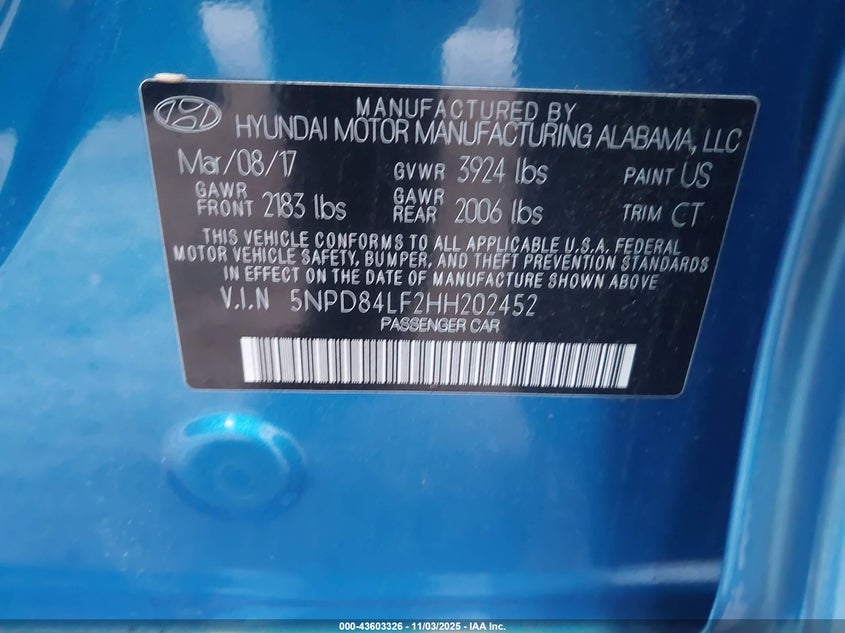 MANUFACTURED BY
HYUNDAI MOTOR MANUFACTURING ALABAMA, LLC
Mar/08/17 GVWR 3924 lbs PAINT US
GAWR FRONT 2183 lbs GAWR REAR 2006 lbs TRIM CT
THIS VEHICLE CONFORMS TO ALL APPLICABLE U.S.A. FEDERAL
MOTOR VEHICLE SAFETY, BUMPER, AND THEFT PREVENTION STANDARDS
IN EFFECT ON THE DATE OF MANUFACTURE SHOWN ABOVE.
V.I.N 5NPD84LF2HH202452
PASSENGER CAR
000-43603326 - 11/03/2025 - IAA Inc.